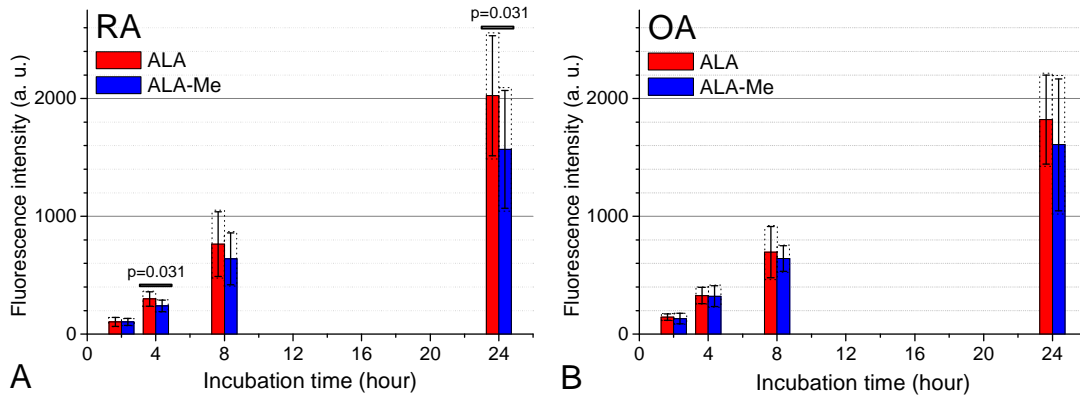 RA
ALA
ALA-Me
p=0.031
p=0.031
Fluorescence intensity (a. u.)
2000
1000
0
0 4 8 12 16 20 24
Incubation time (hour)
A
OA
ALA
ALA-Me
Fluorescence intensity (a. u.)
2000
1000
0
0 4 8 12 16 20 24
Incubation time (hour)
B